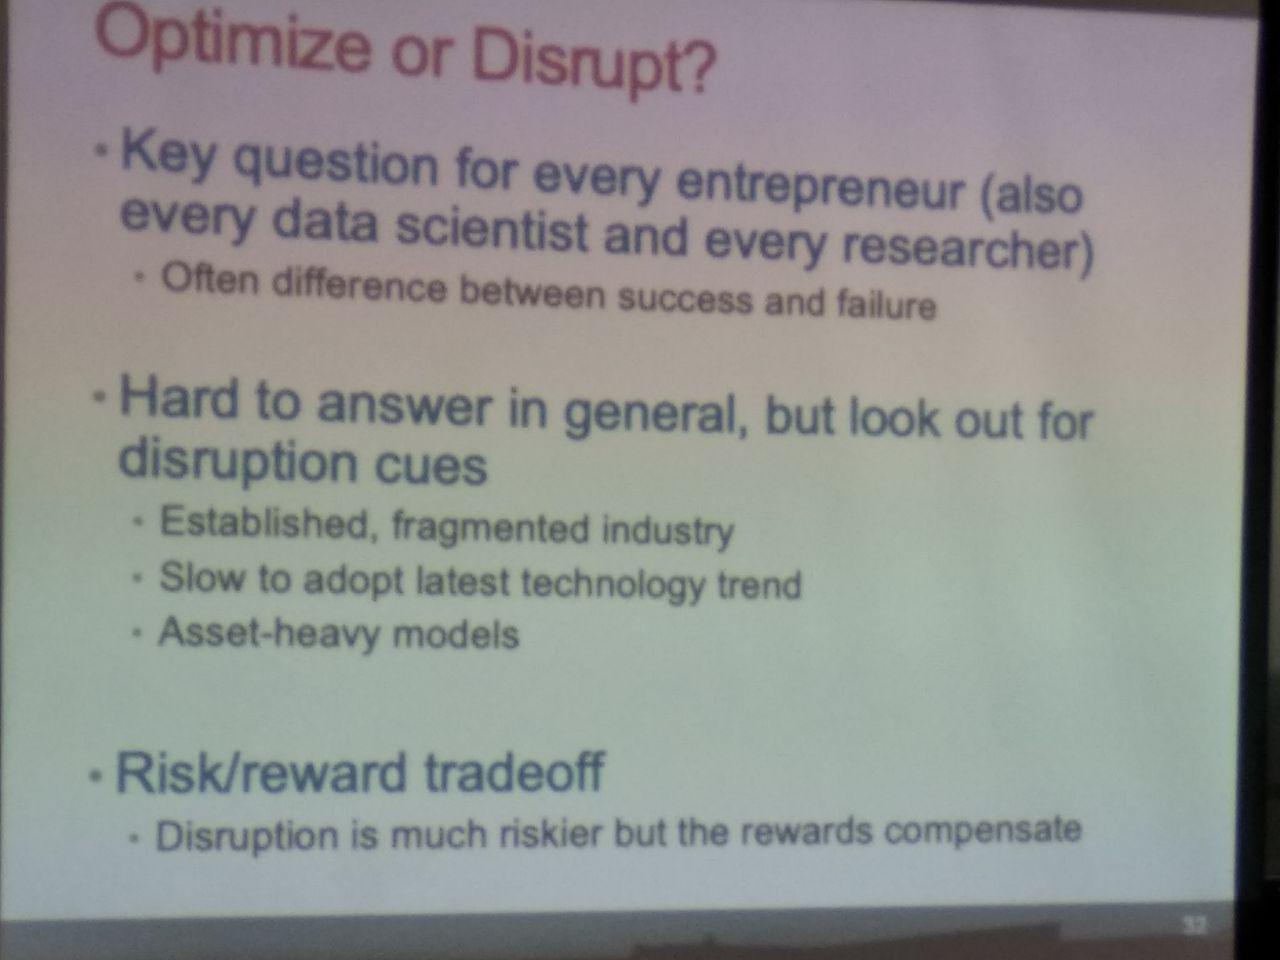 Optimize or Disrupt?
• Key question for every entrepreneur (also
every data scientist and every researcher)
• Often difference between success and failure
• Hard to answer in general, but look out for
disruption cues
• Established, fragmented industry
• Slow to adopt latest technology trend
• Asset-heavy models
• Risk/reward tradeoff
• Disruption is much riskier but the rewards compensate
32